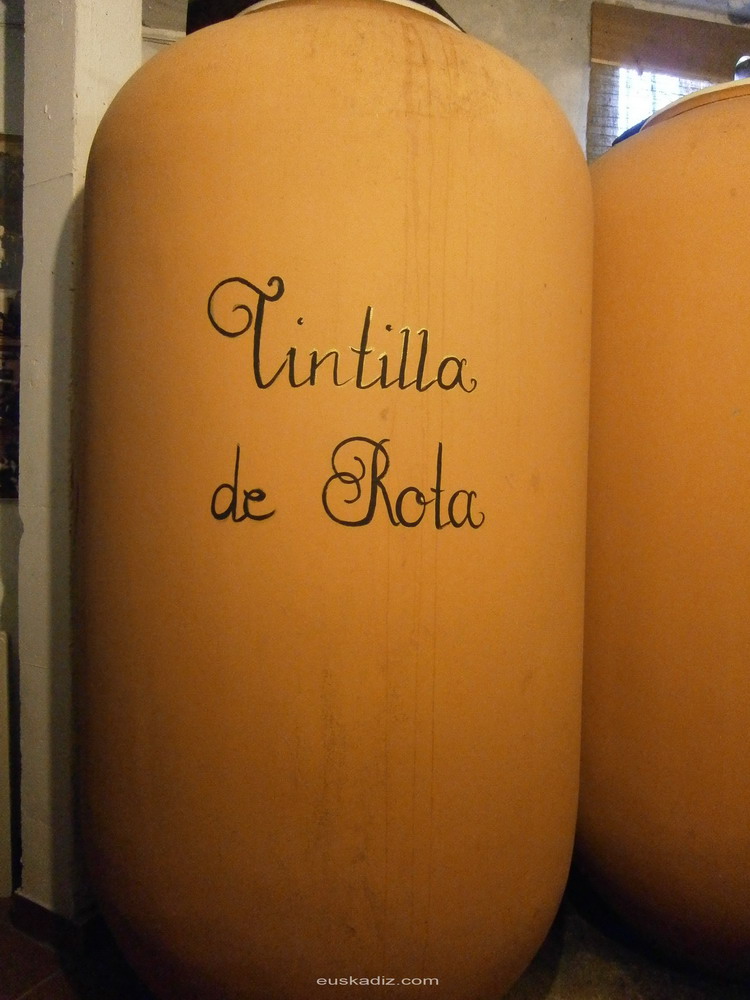 Tintilla
de Rota
euskadiz.com